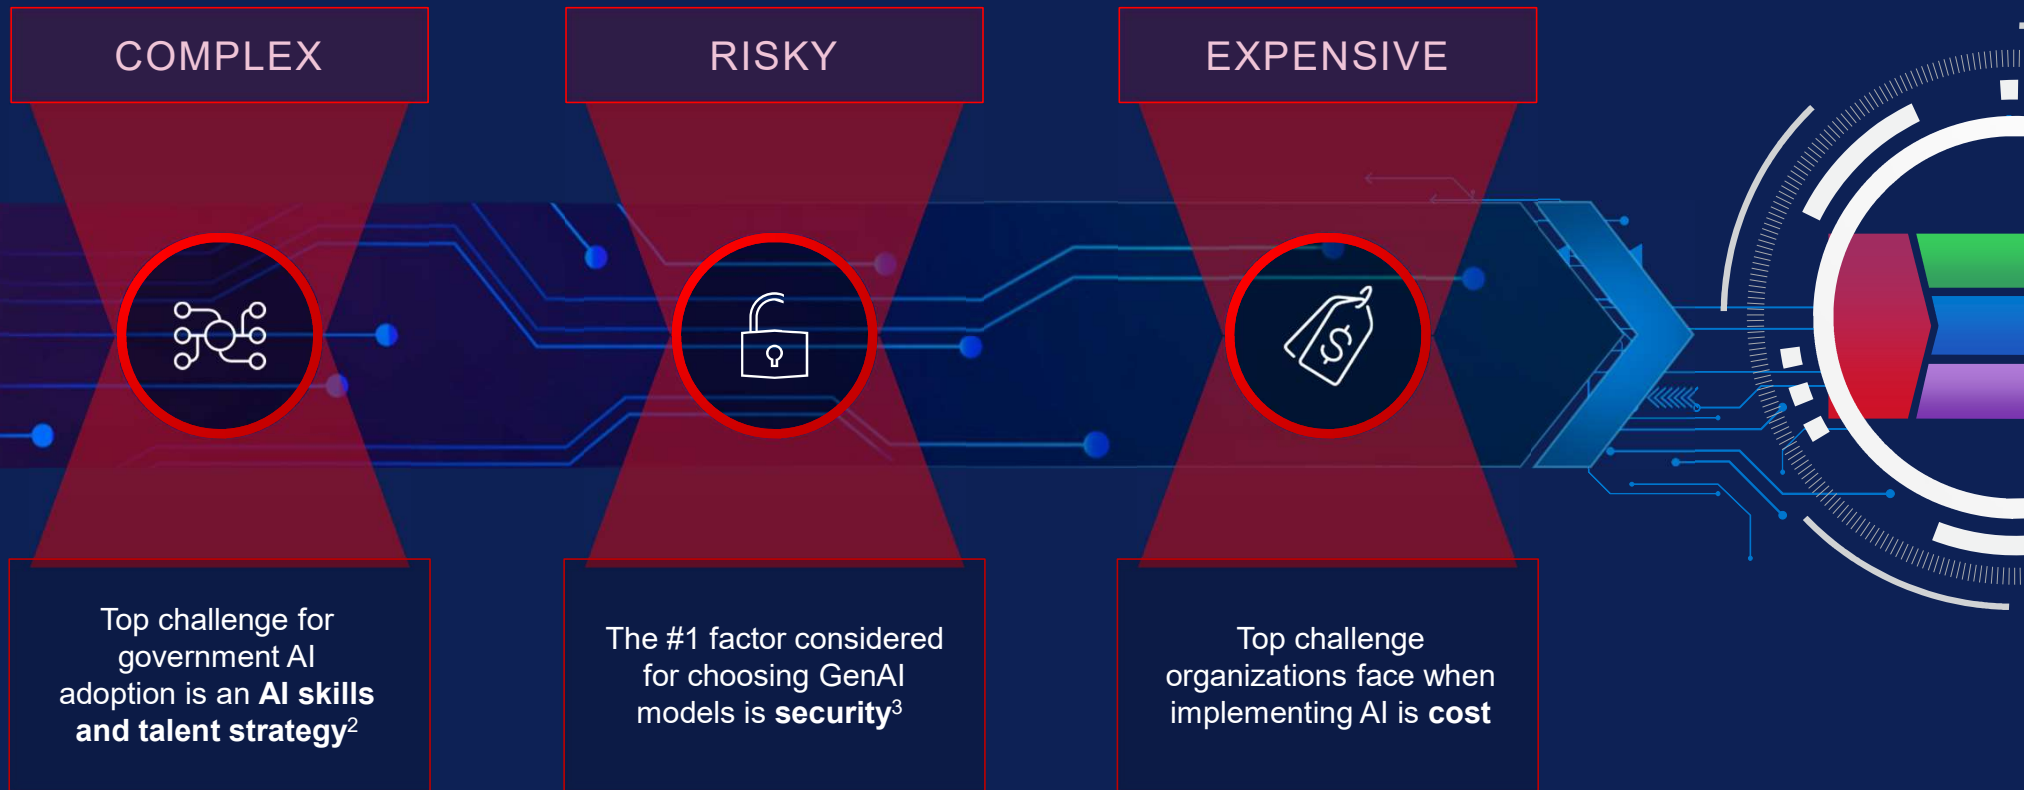 COMPLEX
RISKY
EXPENSIVE
$
Top challenge for
government AI
adoption is an AI skills
and talent strategy2
The #1 factor considered
for choosing GenAI
models is security3
Top challenge
organizations face when
implementing AI is cost